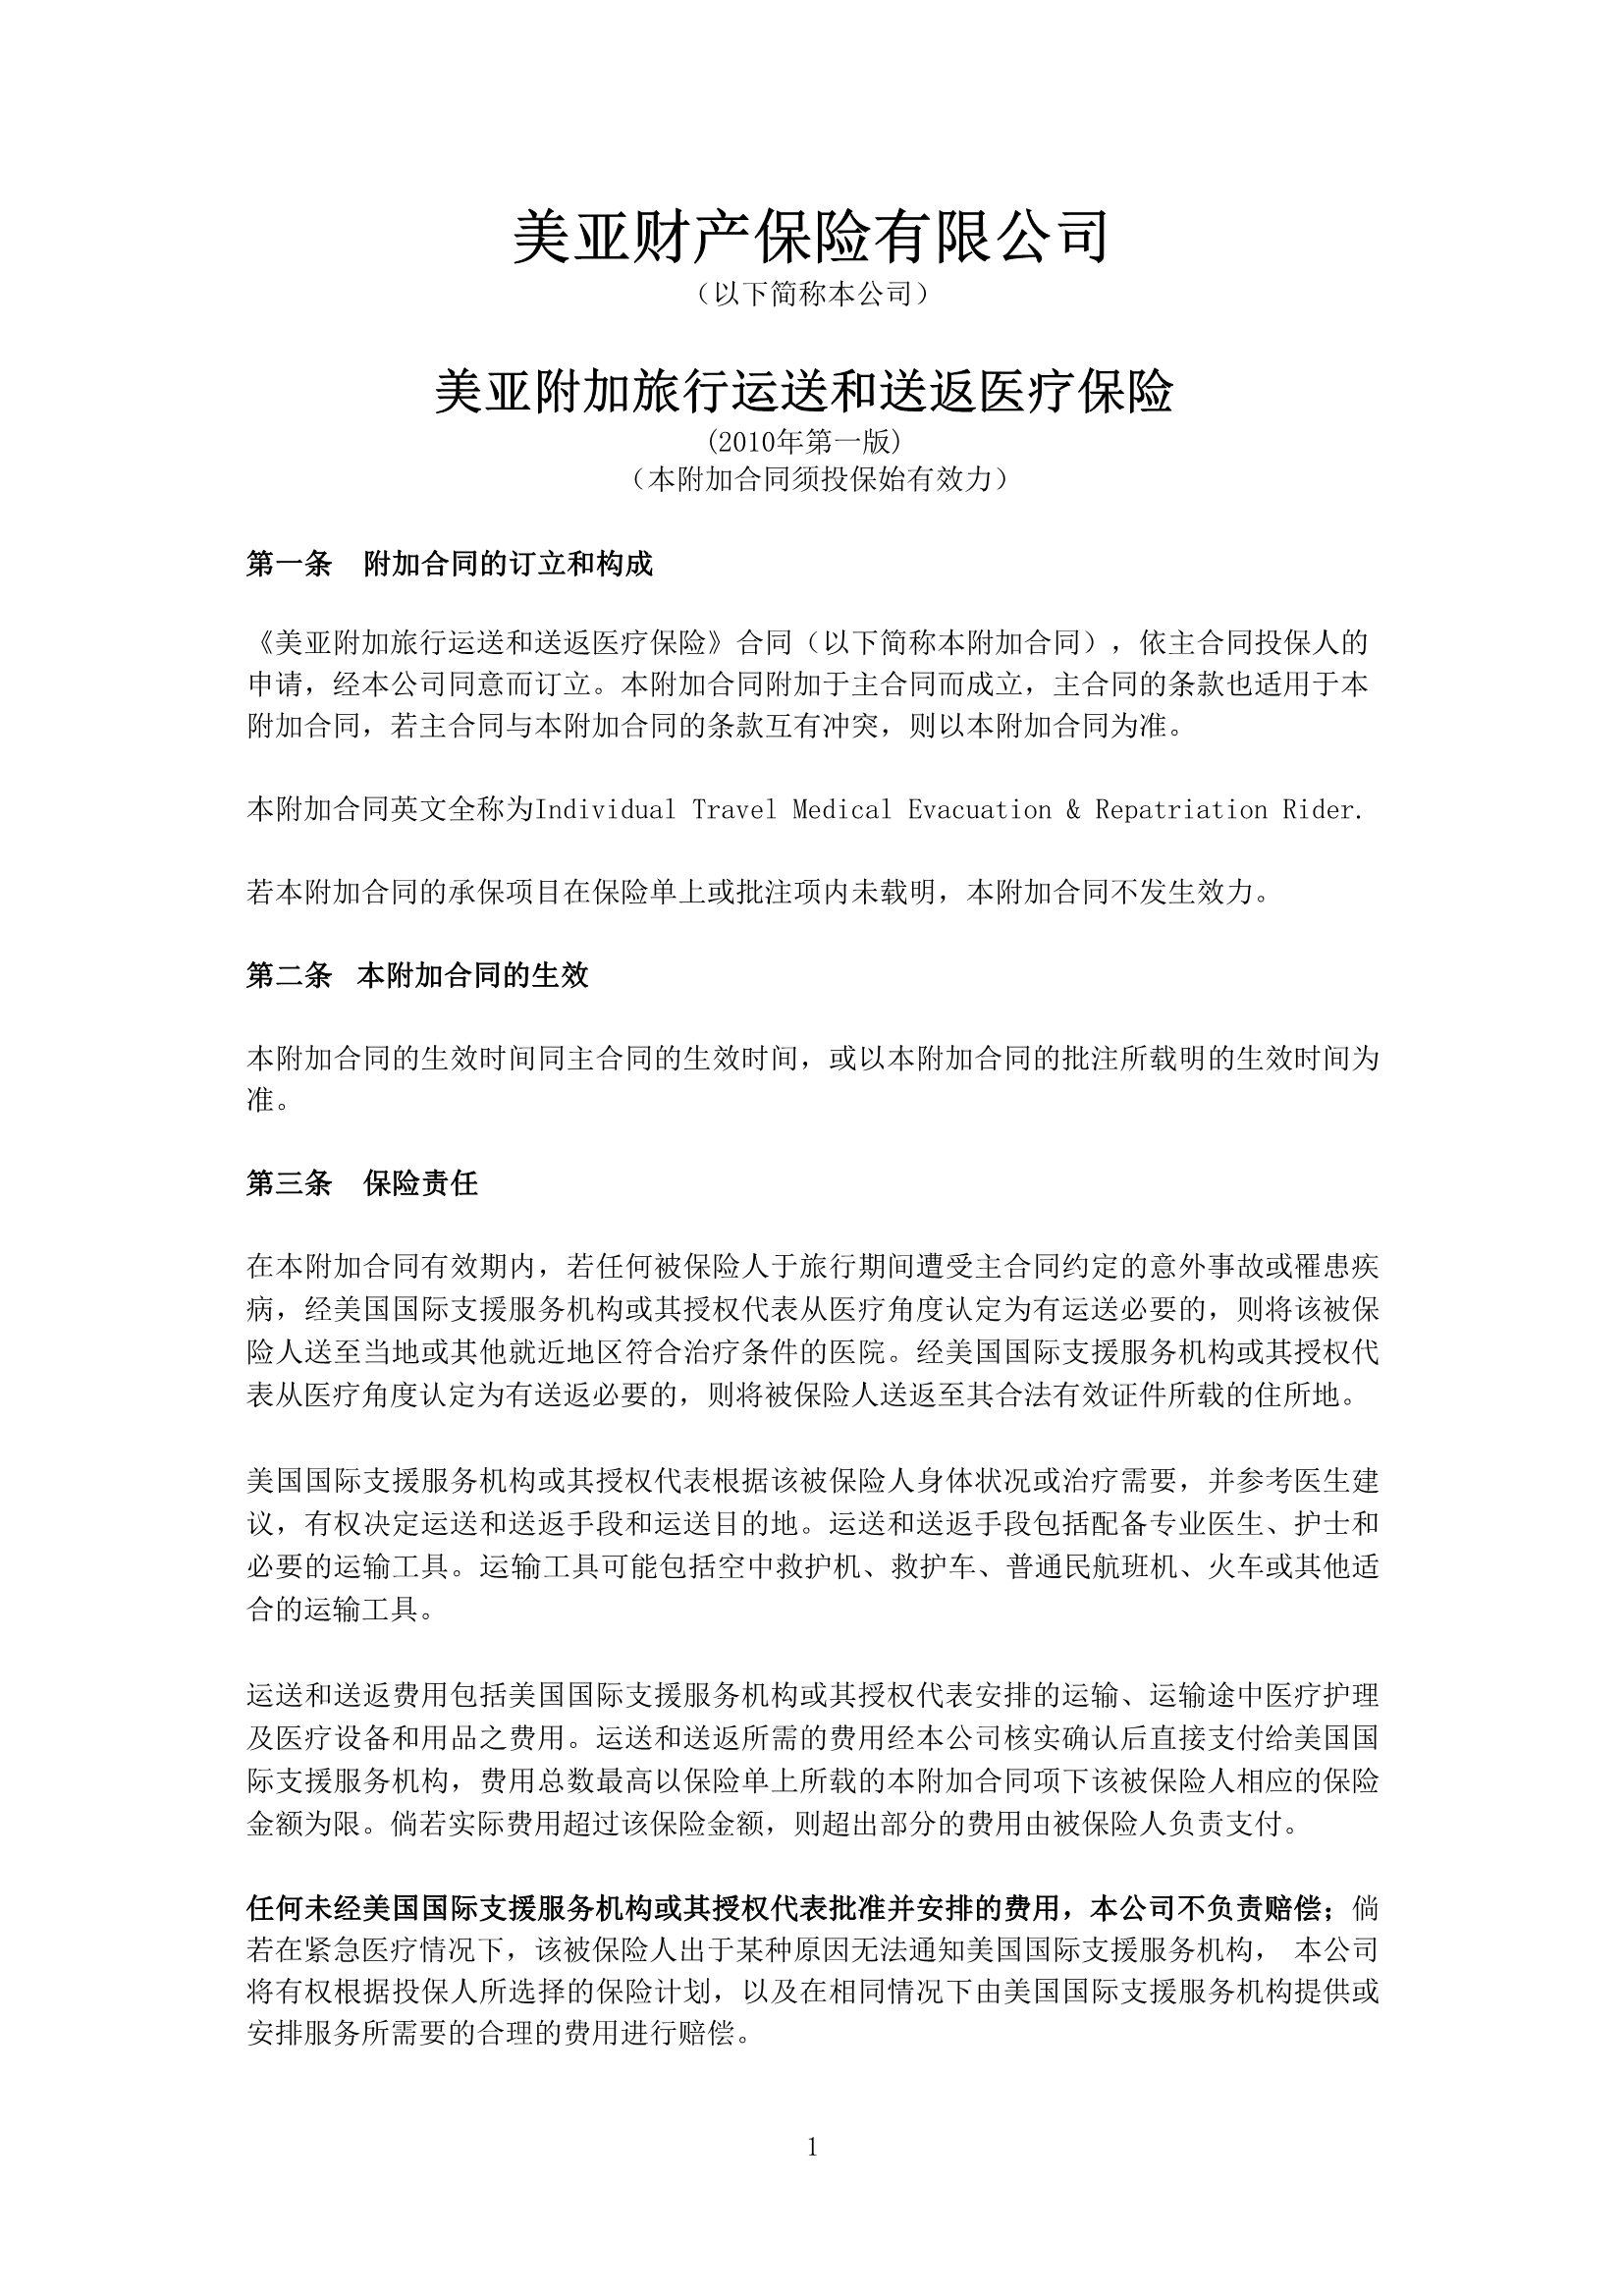 美亚财产保险有限公司
（以下简称本公司）
美亚附加旅行运送和送返医疗保险
(2010年第一版)
（本附加合同须投保始有效力）
第一条　附加合同的订立和构成
《美亚附加旅行运送和送返医疗保险》合同（以下简称本附加合同），依主合同投保人的
申请，经本公司同意而订立。本附加合同附加于主合同而成立，主合同的条款也适用于本
附加合同，若主合同与本附加合同的条款互有冲突，则以本附加合同为准。
本附加合同英文全称为Individual Travel Medical Evacuation & Repatriation Rider.
若本附加合同的承保项目在保险单上或批注项内未载明，本附加合同不发生效力。
第二条 本附加合同的生效
本附加合同的生效时间同主合同的生效时间，或以本附加合同的批注所载明的生效时间为
准。
第三条　保险责任
在本附加合同有效期内，若任何被保险人于旅行期间遭受主合同约定的意外事故或罹患疾
病，经美国国际支援服务机构或其授权代表从医疗角度认定为有运送必要的，则将该被保
险人送至当地或其他就近地区符合治疗条件的医院。经美国国际支援服务机构或其授权代
表从医疗角度认定为有送返必要的，则将被保险人送返至其合法有效证件所载的住所地。
美国国际支援服务机构或其授权代表根据该被保险人身体状况或治疗需要，并参考医生建
议，有权决定运送和送返手段和运送目的地。运送和送返手段包括配备专业医生、护士和
必要的运输工具。运输工具可能包括空中救护机、救护车、普通民航班机、火车或其他适
合的运输工具。
运送和送返费用包括美国国际支援服务机构或其授权代表安排的运输、运输途中医疗护理
及医疗设备和用品之费用。运送和送返所需的费用经本公司核实确认后直接支付给美国国
际支援服务机构，费用总数最高以保险单上所载的本附加合同项下该被保险人相应的保险
金额为限。倘若实际费用超过该保险金额，则超出部分的费用由被保险人负责支付。
任何未经美国国际支援服务机构或其授权代表批准并安排的费用，本公司不负责赔偿；倘
若在紧急医疗情况下，该被保险人出于某种原因无法通知美国国际支援服务机构， 本公司
将有权根据投保人所选择的保险计划，以及在相同情况下由美国国际支援服务机构提供或
安排服务所需要的合理的费用进行赔偿。
1